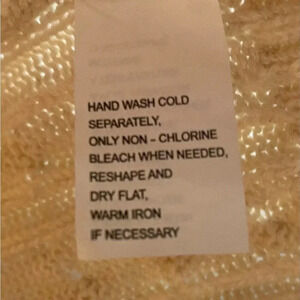 HAND WASH COLD
SEPARATELY,
ONLY NON - CHLORINE
BLEACH WHEN NEEDED,
RESHAPE AND
DRY FLAT,
WARM IRON
IF NECESSARY